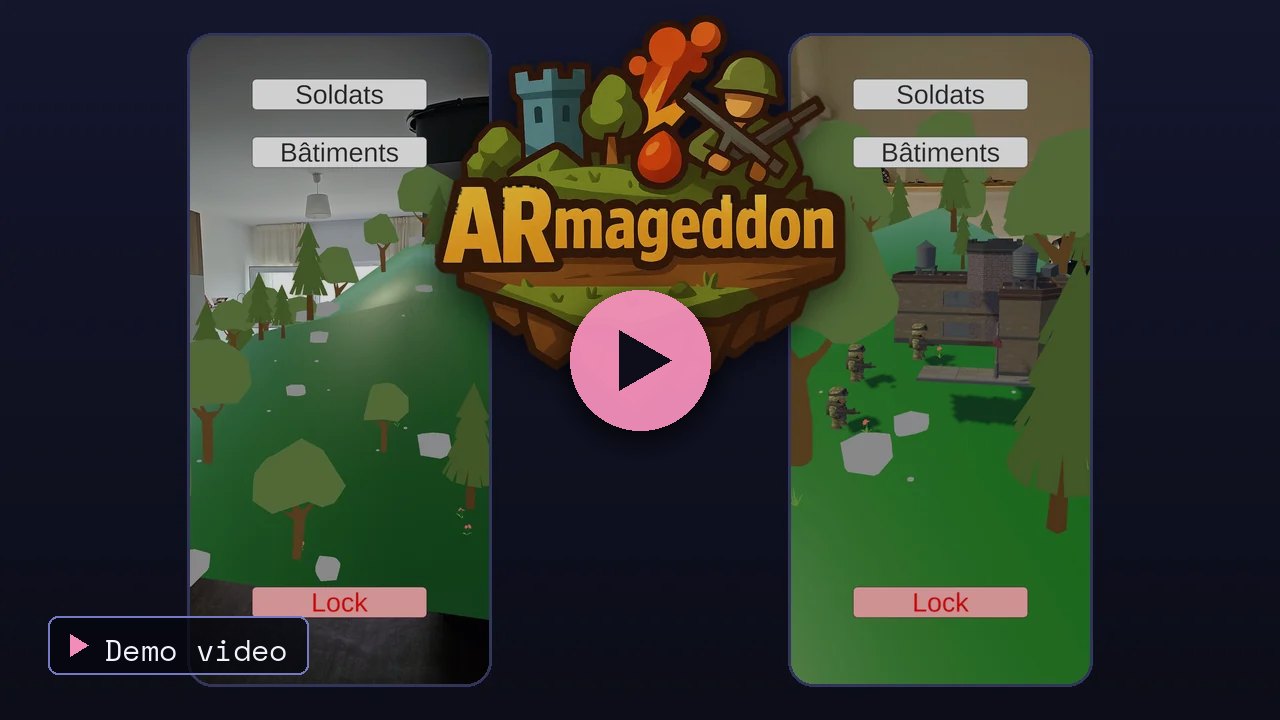 Soldats
Bâtiments
ARmageddon
Soldats
Bâtiments
Lock
Lock
Demo video